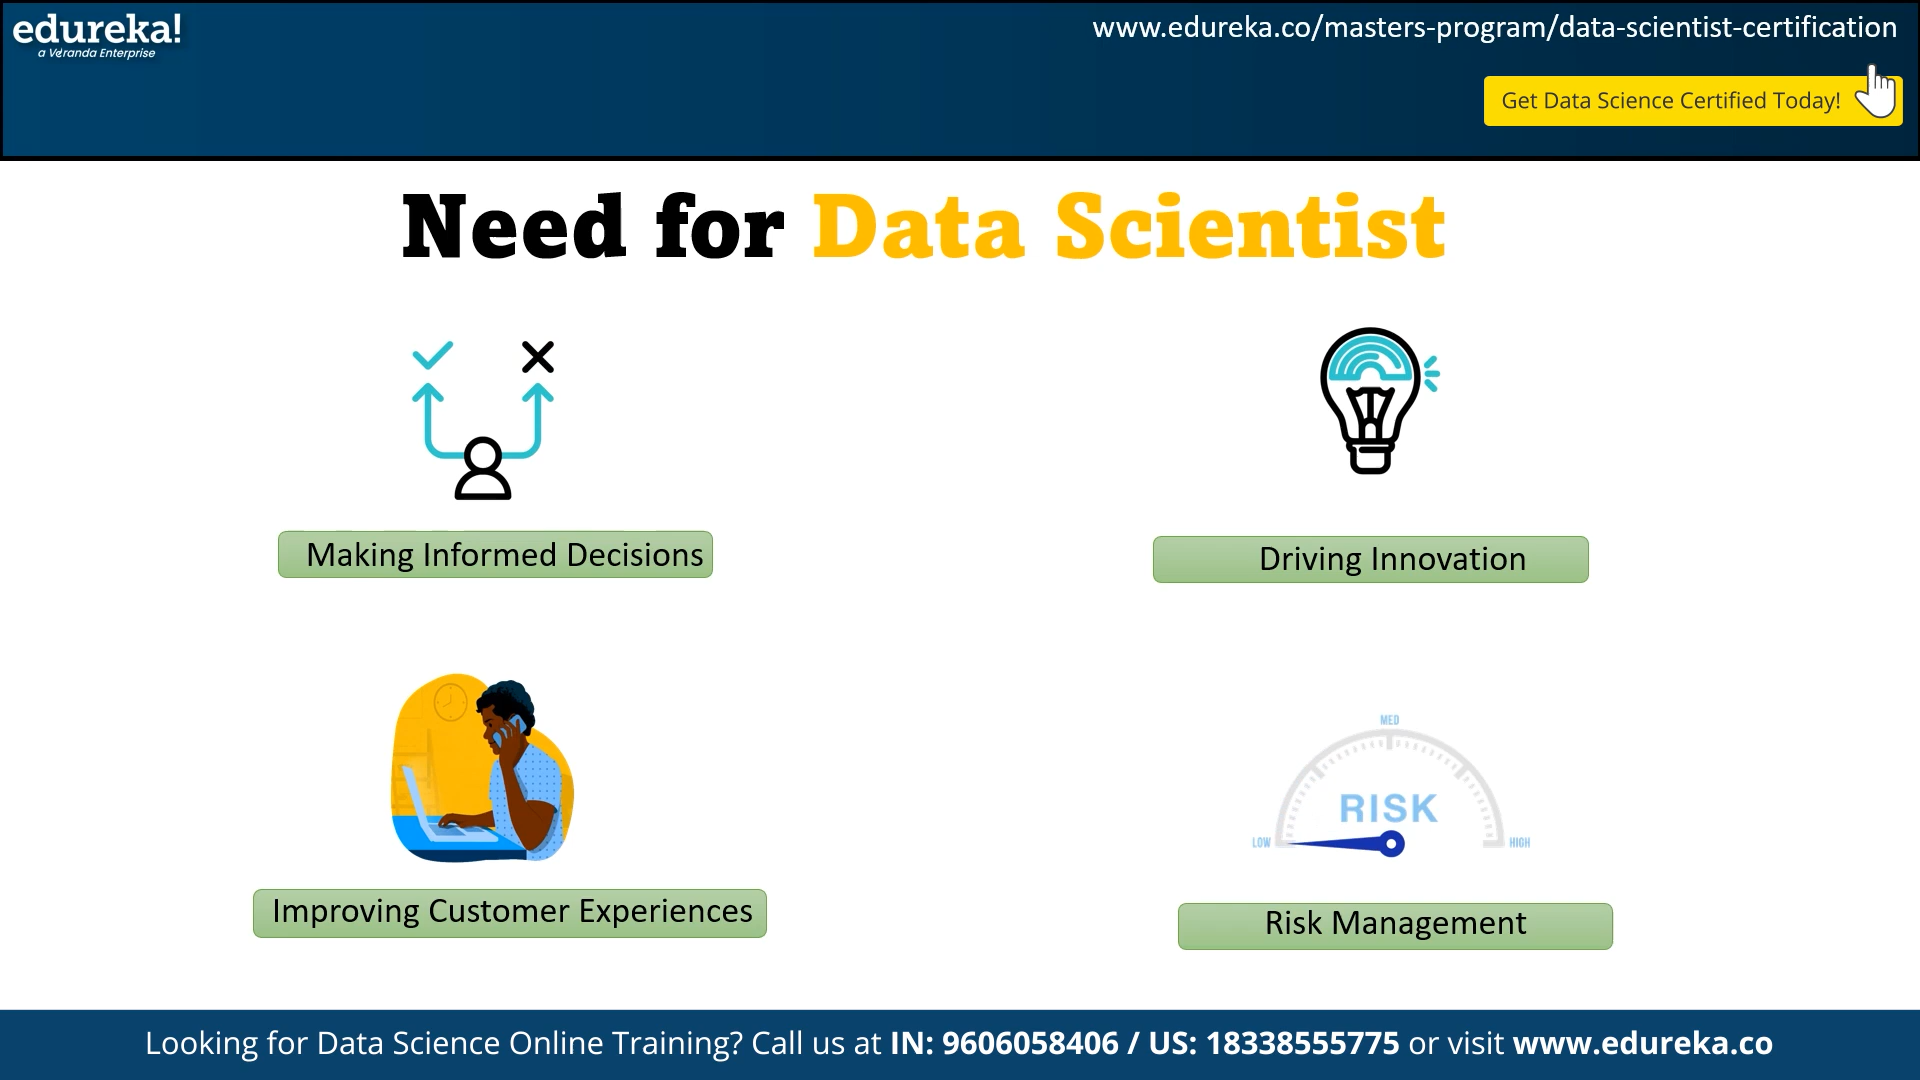 edureka!
a Veranda Enterprise
www.edureka.co/masters-program/data-scientist-certification
Get Data Science Certified Today!
Need for Data Scientist
Making Informed Decisions
Driving Innovation
Improving Customer Experiences
MED
RISK
LOW
HIGH
Risk Management
Looking for Data Science Online Training? Call us at IN: 9606058406 / US: 18338555775 or visit www.edureka.co